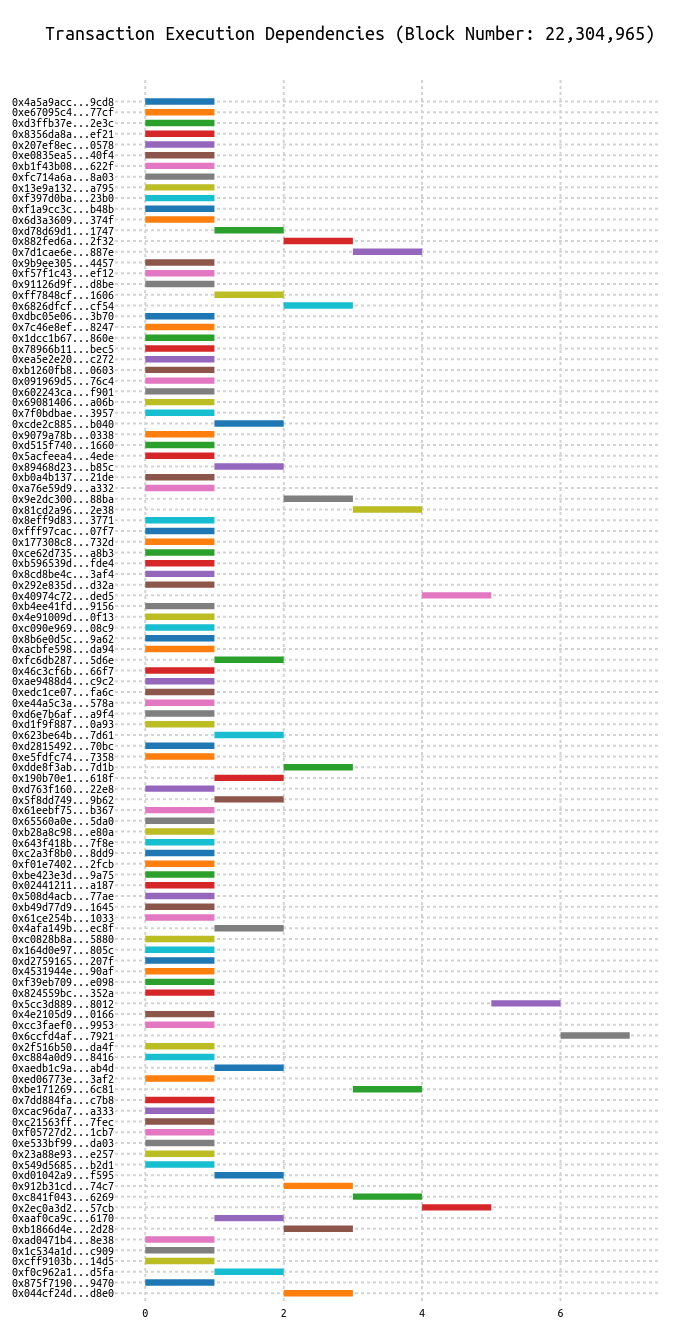 Transaction Execution Dependencies (Block Number: 22,304,965)
0x4a5a9acc...9cd8
0xe67095c4...77cf
0xd3ffb37e...2e3c
0x8356da8a...ef21
0x207ef8ec...0578
0xe0835ea5...40f4
0xb1f43b08...622f
0xfc714a6a...8a03
0x13e9a132...a795
0xf397d0ba...23b0
0xf1a9cc3c...b48b
0x6d3a3609...374f
0xd78d69d1...1747
0x882fed6a...2f32
0x7d1cae6e...887e
0x9b9ee305...4457
0xf57f1c43...ef12
0x91126d9f...d8be
0xff7848cf...1606
0x6826dfcf...cf54
0xdbc05e06...3b70
0x7c46e8ef...8247
0x1dcc1b67...860e
0x78966b11...bec5
0xea5e2e20...c272
0xb1260fb8...0603
0x091969d5...76c4
0x602243ca...f901
0x69081406...a06b
0x7f0bdbae...3957
0xcde2c885...b040
0x9079a78b...0338
0xd515f740...1660
0x5acfeea4...4ede
0x89468d23...b85c
0xb0a4b137...21de
0xa76e59d9...a332
0x9e2dc300...88ba
0x81cd2a96...2e38
0x8eff9d83...3771
0xfff97cab...07f7
0x177308c8...732d
0xce62d735...a8b3
0xb596539d...fde4
0x8cd8be4c...3af4
0x292e835d...d32a
0x40974c72...ded5
0xb4ee41fd...9156
0x4e91009d...0f13
0xc090e969...08c9
0x8b6e0d5c...9a62
0xacbfe598...da94
0xfc6db287...5d6e
0x46c3cf6b...66f7
0xae9488d4...c9c2
0xedc1ce07...fa6c
0xe44a5c3a...578a
0xd6e7b6af...a9f4
0xd1f9f887...0a93
0x623be64b...7d61
0xd2815492...70bc
0xe5fdfc74...7358
0xdde8f3ab...7d1b
0x190b70e1...618f
0xd763f160...22e8
0x5f8dd749...9b62
0x61eebf75...b367
0x65560a0e...5da0
0xb28a8c98...e80a
0x643f418b...7f8e
0xc2a3f8b0...8dd9
0xf01e7402...2fcb
0xbe423e3d...9a75
0x02441211...a187
0x508d4acb...77ae
0xb49d77d9...1645
0x61ce254b...1033
0x4afa149b...ec8f
0xc0828b8a...5880
0x164d0e97...805c
0xd2759165...207f
0x4531944e...90af
0xf39eb709...e098
0x824559bc...352a
0x5cc3d889...8012
0x4e2105d9...0166
0xcc3faef0...9953
0x6ccfd4af...7921
0x2f516b50...da4f
0xc884a0d9...8416
0xaedb1c9a...ab4d
0xed06773e...3af2
0xbe171269...6c81
0x7dd884fa...c7b8
0xcac96da7...a333
0xc21563ff...7fec
0xf05727d2...1cb7
0xe533bf99...da03
0x23a88e93...e257
0x549d5685...b2d1
0xd01042a9...f595
0x912b31cd...74c7
0xc841f043...6269
0x2ec0a3d2...57cb
0xaaf0ca9c...6170
0xb1866d4e...2d28
0xad0471b4...8e38
0x1c534a1d...c909
0xcff9103b...14d5
0xf0c962a1...d5fa
0x875f7190...9470
0x044cf24d...d8e0
0 2 4 6